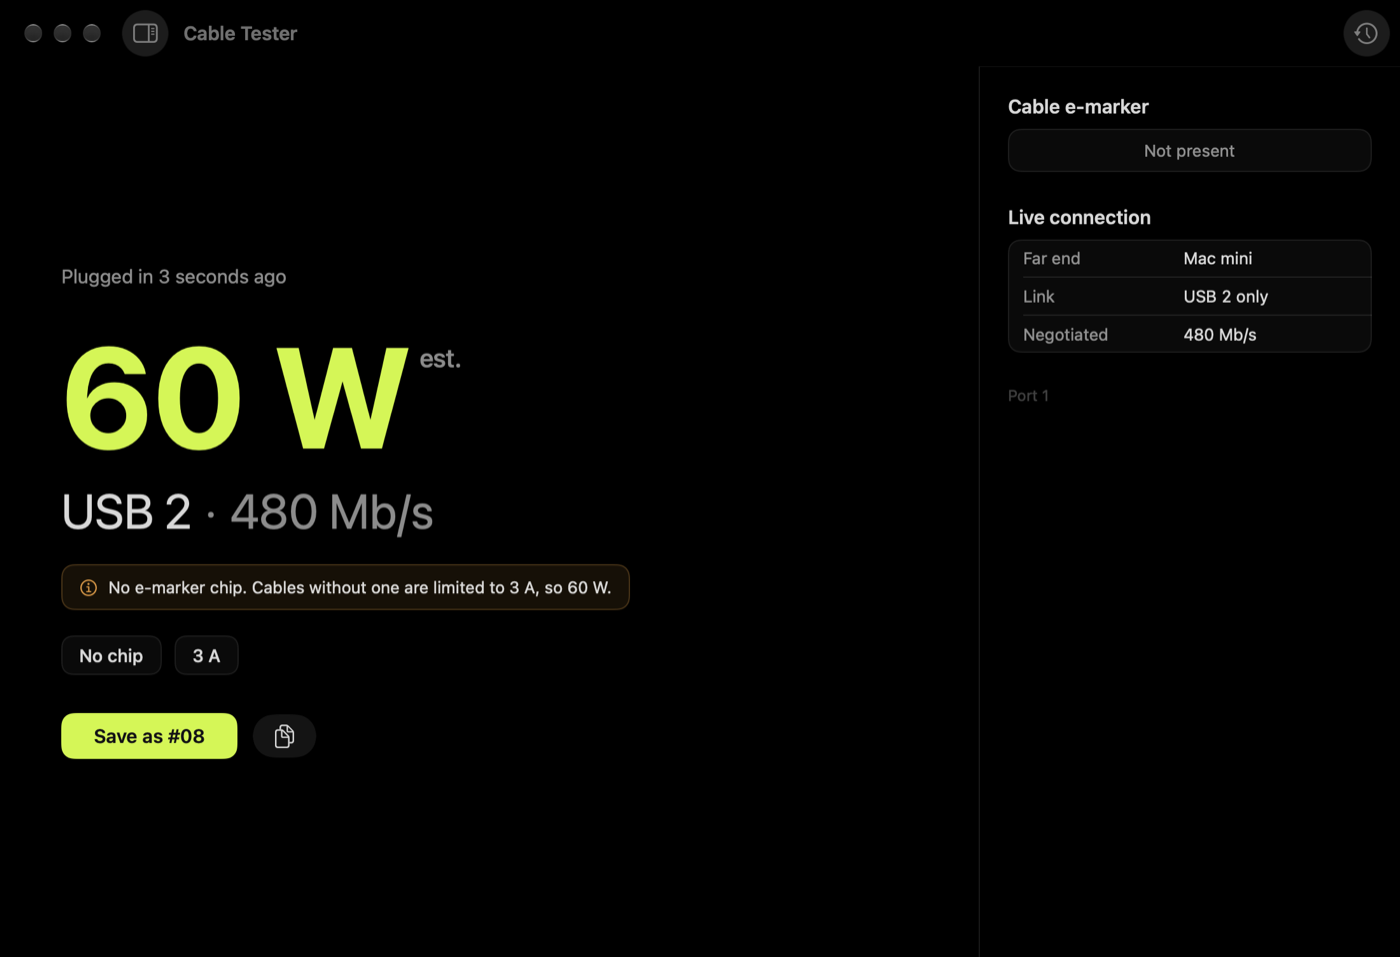 Cable Tester
Plugged in 3 seconds ago
60 W est.
USB 2 · 480 Mb/s
No e-marker chip. Cables without one are limited to 3 A, so 60 W.
No chip
3 A
Save as #08
Cable e-marker
Not present
Live connection
Far end Mac mini
Link USB 2 only
Negotiated 480 Mb/s
Port 1